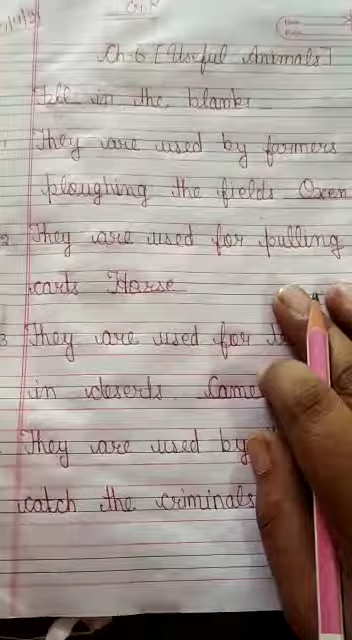 Ch-6 [Useful Animals]
Fill in the blanks
They are used by farmers
ploughing the fields Oxen
2 They are used for pulling
carts Horse
3 They are used for
in deserts Came
They are used by
catch the criminals